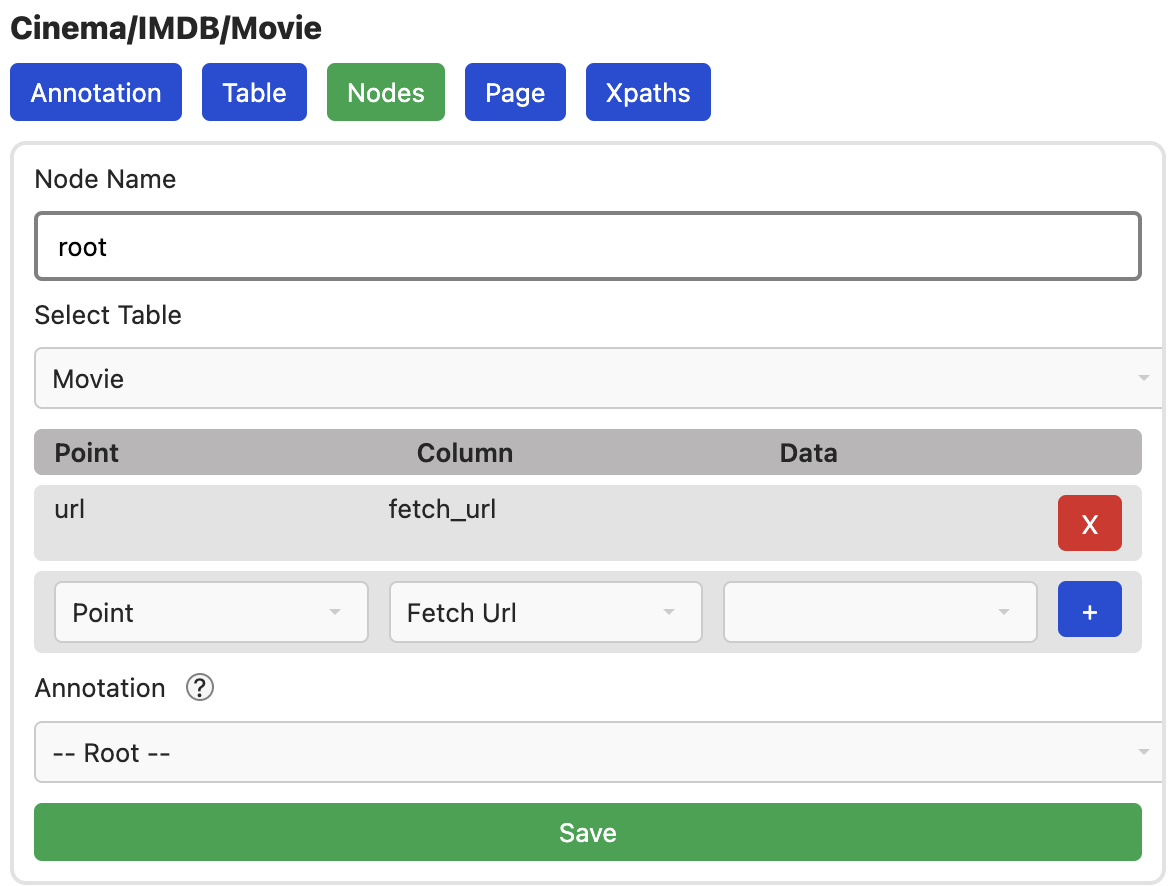 Cinema/IMDB/Movie
Annotation Table Nodes Page Xpaths
Node Name
root
Select Table
Movie
Point Column Data
url fetch_url X
Point Fetch Url +
Annotation ?
-- Root --
Save